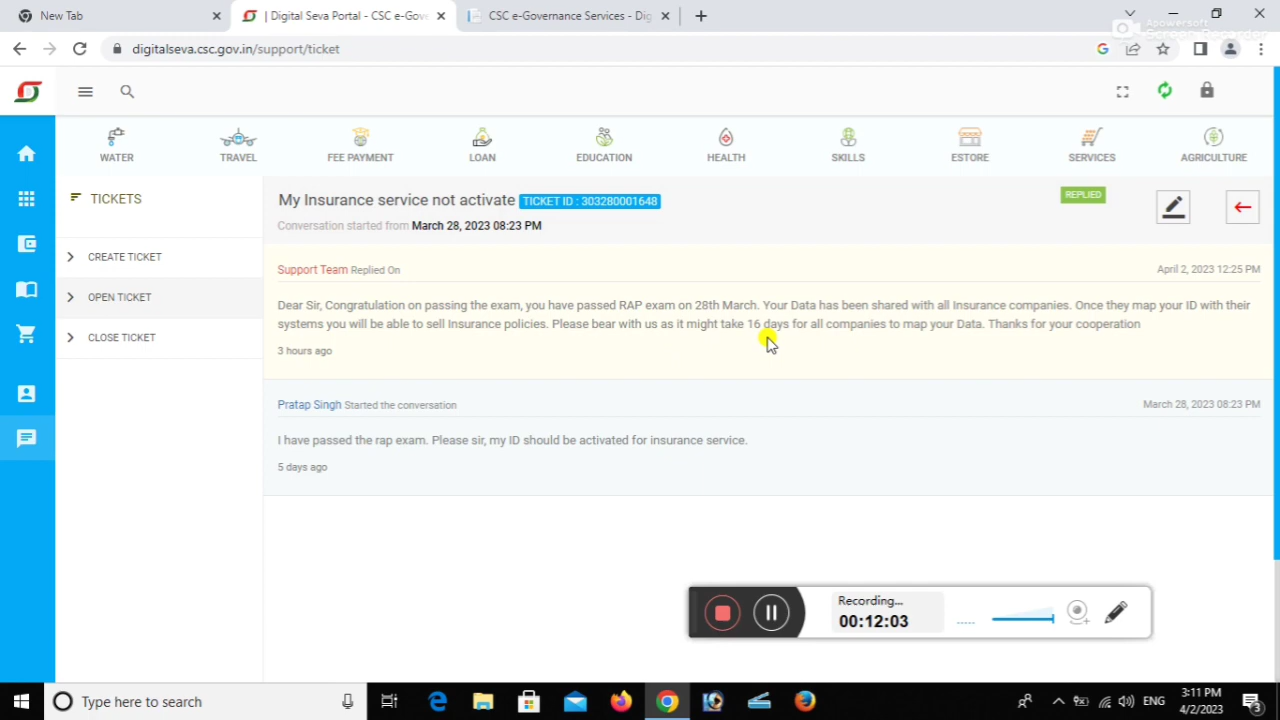 New Tab
| Digital Seva Portal - CSC e-Gove
CSC e-Governance Services - Dig
Apowersoft
Screen Recorder
digitalseva.csc.gov.in/support/ticket
WATER
TRAVEL
FEE PAYMENT
LOAN
EDUCATION
HEALTH
SKILLS
ESTORE
SERVICES
AGRICULTURE
TICKETS
CREATE TICKET
OPEN TICKET
CLOSE TICKET
My Insurance service not activate TICKET ID : 303280001648
REPLIED
Conversation started from March 28, 2023 08:23 PM
Support Team Replied On
April 2, 2023 12:25 PM
Dear Sir, Congratulation on passing the exam, you have passed RAP exam on 28th March. Your Data has been shared with all Insurance companies. Once they map your ID with their
systems you will be able to sell Insurance policies. Please bear with us as it might take 16 days for all companies to map your Data. Thanks for your cooperation
3 hours ago
Pratap Singh Started the conversation
March 28, 2023 08:23 PM
I have passed the rap exam. Please sir, my ID should be activated for insurance service.
5 days ago
Recording...
00:12:03
Type here to search
ENG
3:11 PM
4/2/2023
3